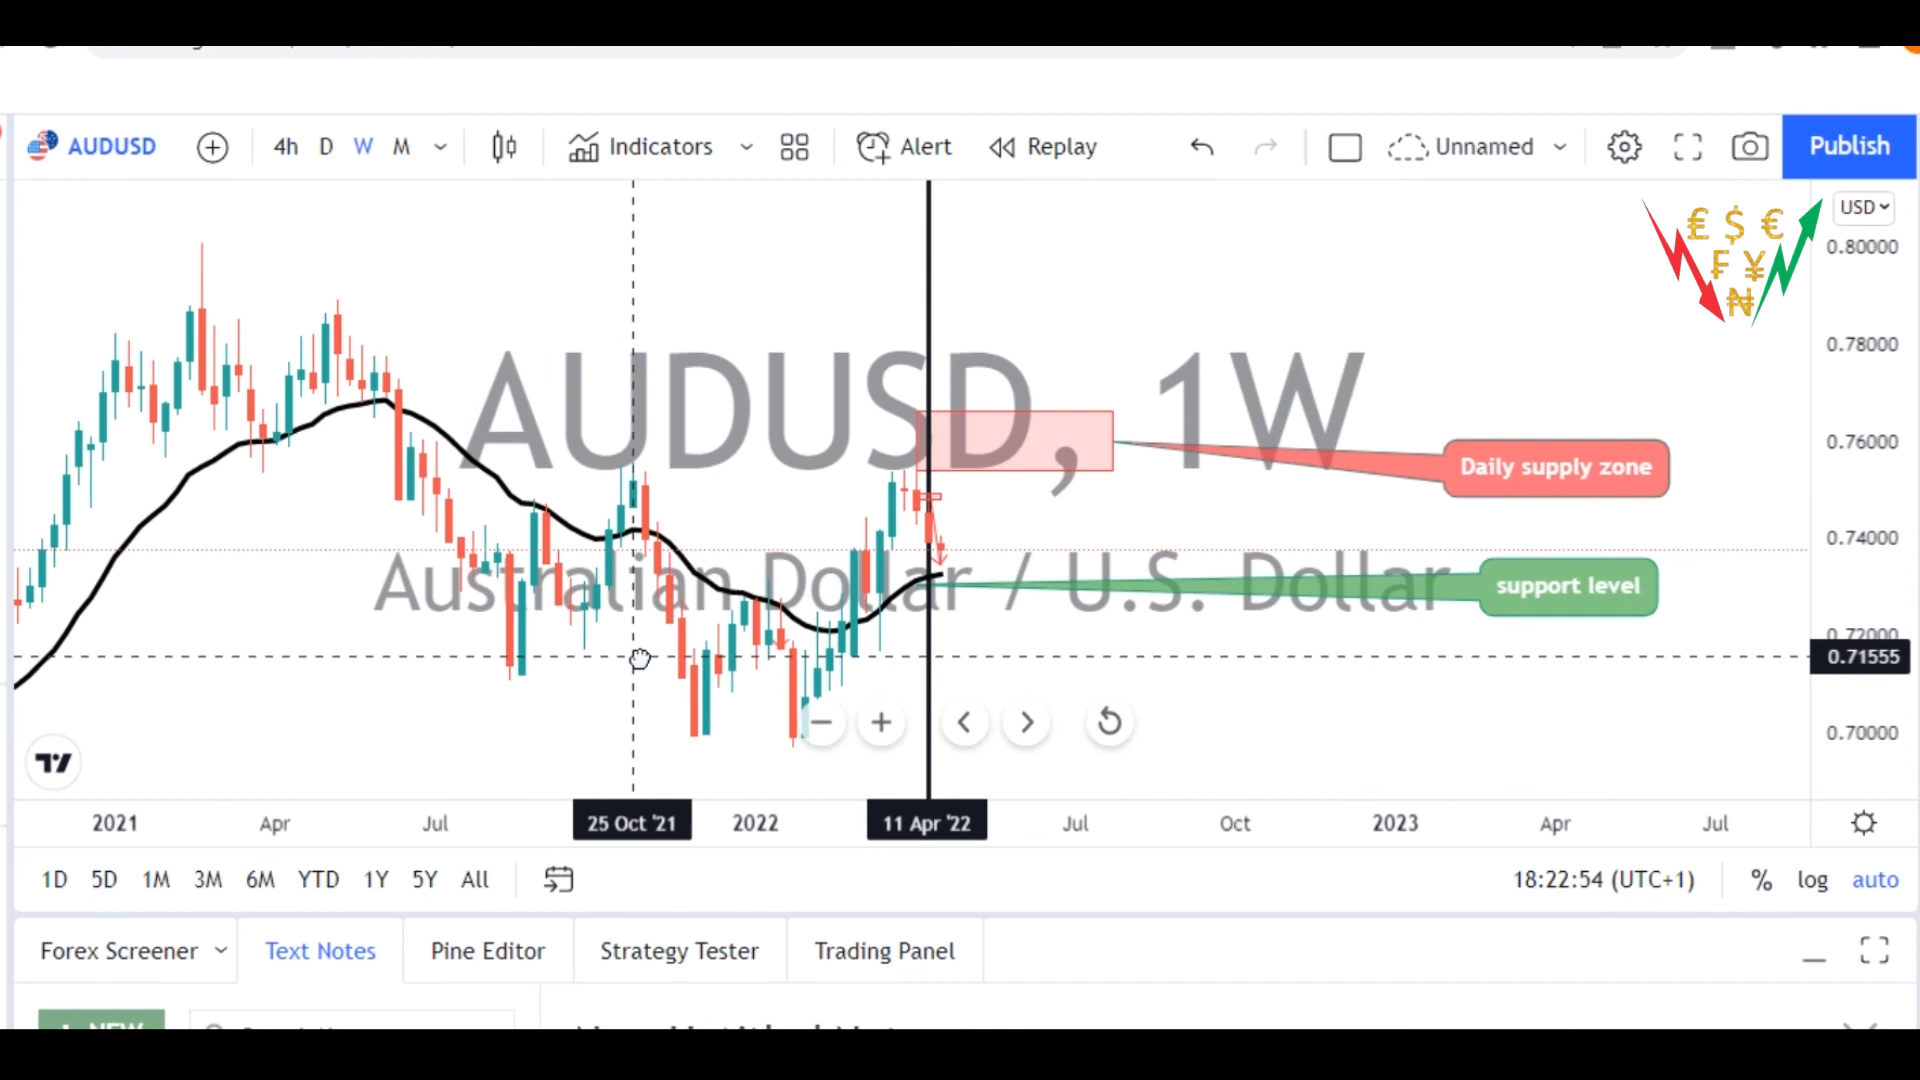 AUDUSD 4h D W M Indicators Alert Replay Unnamed Publish
USD
£ $ €
₣ ¥
₦
0.80000
0.78000
AUDUSD, 1W
0.76000
Daily supply zone
0.74000
Australian Dollar / U.S. Dollar
support level
0.72000
0.71555
0.70000
2021 Apr Jul 25 Oct '21 2022 11 Apr '22 Jul Oct 2023 Apr Jul
1D 5D 1M 3M 6M YTD 1Y 5Y All 18:22:54 (UTC+1) % log auto
Forex Screener Text Notes Pine Editor Strategy Tester Trading Panel
NEW